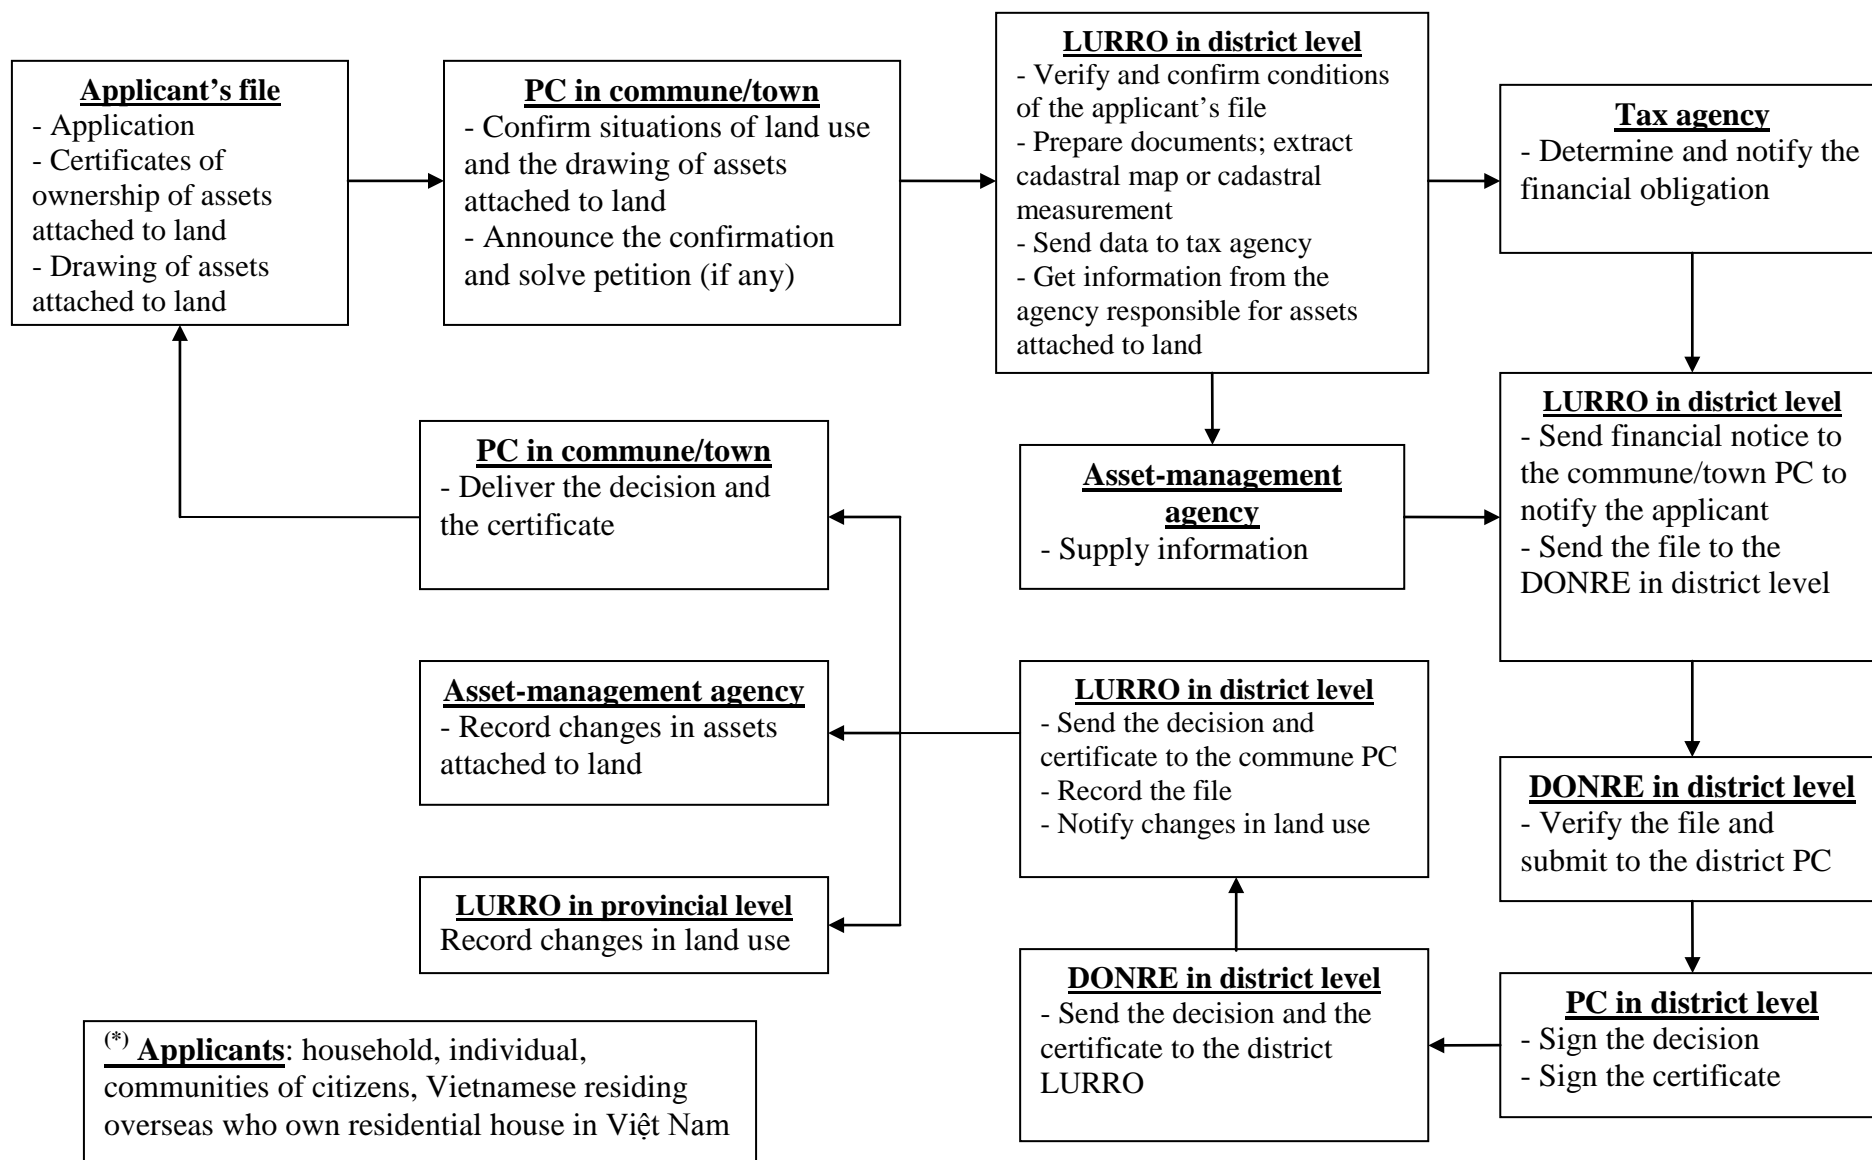 Applicant's file
- Application
- Certificates of
ownership of assets
attached to land
- Drawing of assets
attached to land
PC in commune/town
- Confirm situations of land use
and the drawing of assets
attached to land
- Announce the confirmation
and solve petition (if any)
LURRO in district level
- Verify and confirm conditions
of the applicant's file
- Prepare documents; extract
cadastral map or cadastral
measurement
- Send data to tax agency
- Get information from the
agency responsible for assets
attached to land
Tax agency
- Determine and notify the
financial obligation
PC in commune/town
- Deliver the decision and
the certificate
Asset-management
agency
- Supply information
LURRO in district level
- Send financial notice to
the commune/town PC to
notify the applicant
- Send the file to the
DONRE in district level
Asset-management agency
- Record changes in assets
attached to land
LURRO in district level
- Send the decision and
certificate to the commune PC
- Record the file
- Notify changes in land use
DONRE in district level
- Verify the file and
submit to the district PC
LURRO in provincial level
Record changes in land use
DONRE in district level
- Send the decision and the
certificate to the district
LURRO
PC in district level
- Sign the decision
- Sign the certificate
(*) Applicants: household, individual,
communities of citizens, Vietnamese residing
overseas who own residential house in Việt Nam